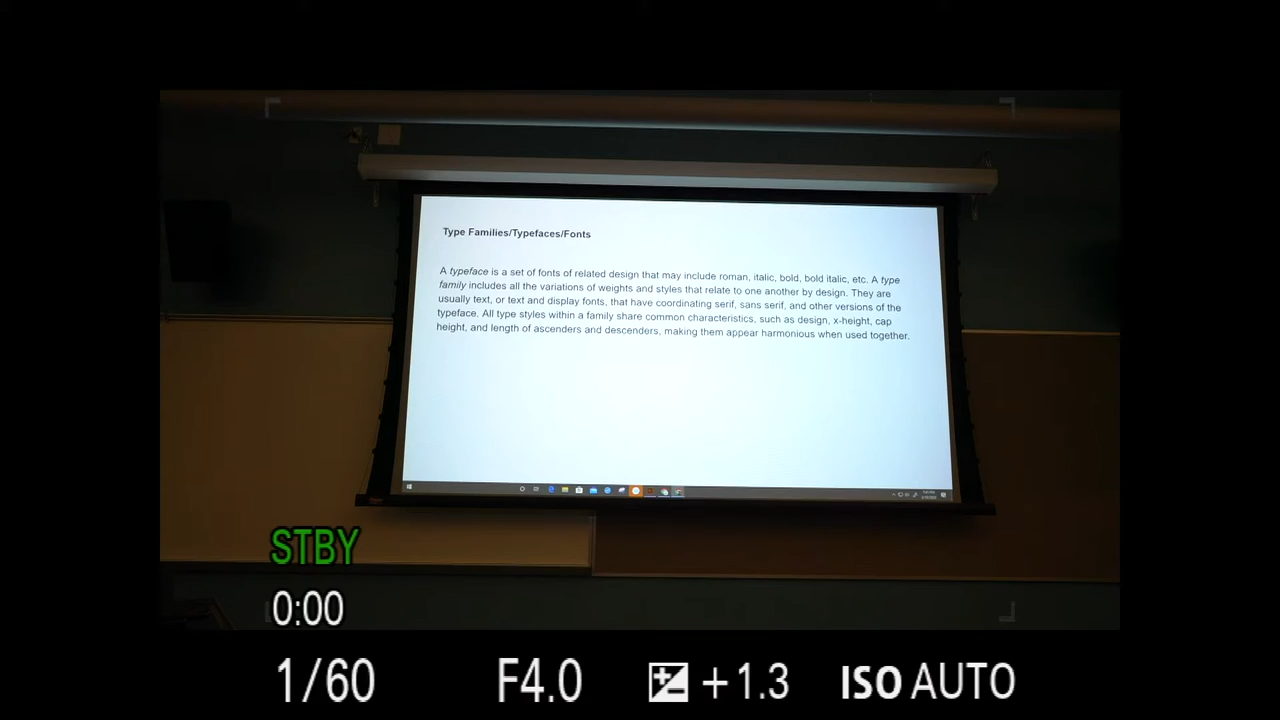 Type Families/Typefaces/Fonts
A typeface is a set of fonts of related design that may include roman, italic, bold, bold italic, etc. A type
family includes all the variations of weights and styles that relate to one another by design. They are
usually text, or text and display fonts, that have coordinating serif, sans serif, and other versions of the
typeface. All type styles within a family share common characteristics, such as design, x-height, cap
height, and length of ascenders and descenders, making them appear harmonious when used together.
STBY
0:00
1/60 F4.0 +1.3 ISO AUTO